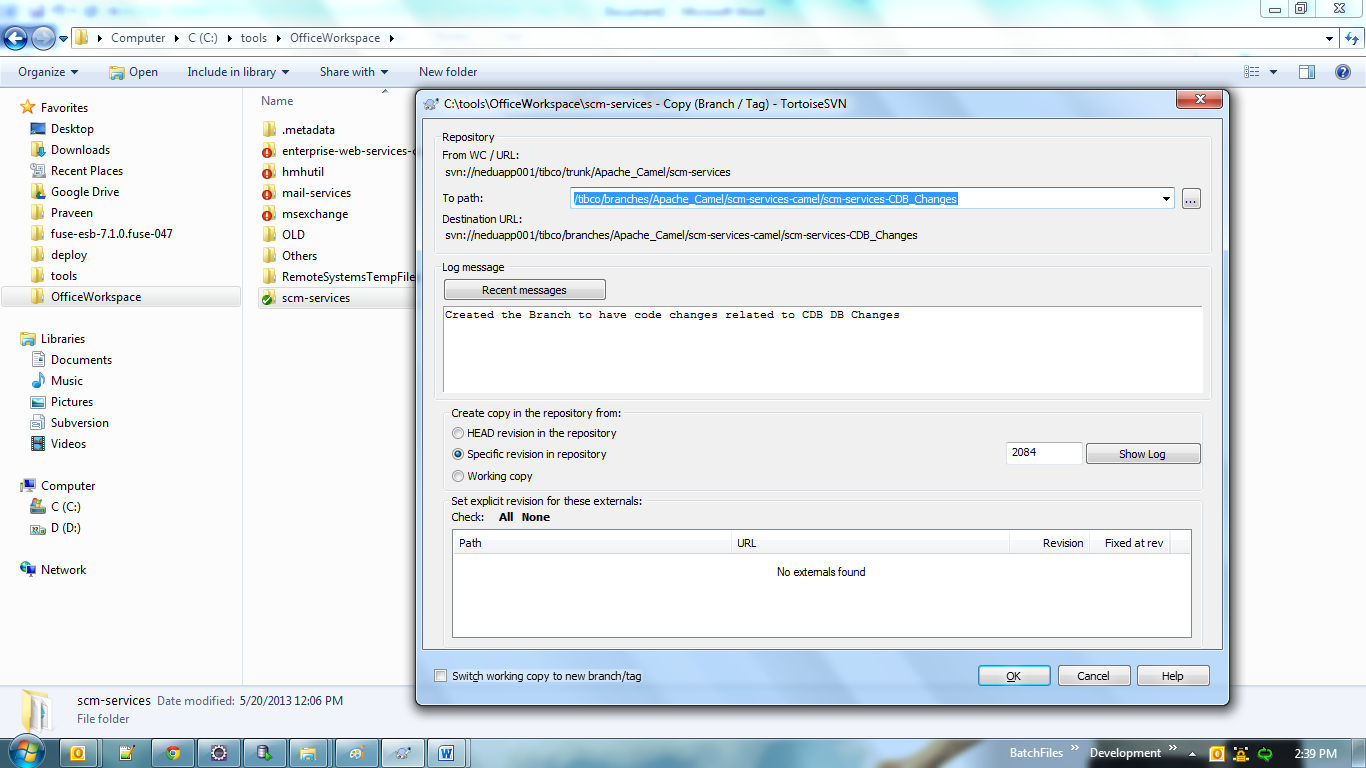 Document1 - Microsoft Word
Computer C (C:) tools OfficeWorkspace
Organize Open Include in library Share with New folder
Favorites
Desktop
Downloads
Recent Places
Google Drive
Praveen
fuse-esb-7.1.0.fuse-047
deploy
tools
OfficeWorkspace
Libraries
Documents
Music
Pictures
Subversion
Videos
Computer
C (C:)
D (D:)
Network
Name
.metadata
enterprise-web-services-c
hmhutil
mail-services
msexchange
OLD
Others
RemoteSystemsTempFile
scm-services
C:\tools\OfficeWorkspace\scm-services - Copy (Branch / Tag) - TortoiseSVN
Repository
From WC / URL:
svn://neduapp001/tibco/trunk/Apache_Camel/scm-services
To path: /tibco/branches/Apache_Camel/scm-services-camel/scm-services-CDB_Changes ...
Destination URL:
svn://neduapp001/tibco/branches/Apache_Camel/scm-services-camel/scm-services-CDB_Changes
Log message
Recent messages
Created the Branch to have code changes related to CDB DB Changes
Create copy in the repository from:
HEAD revision in the repository
Specific revision in repository 2084 Show Log
Working copy
Set explicit revision for these externals:
Check: All None
Path URL Revision Fixed at rev
No externals found
Switch working copy to new branch/tag OK Cancel Help
scm-services Date modified: 5/20/2013 12:06 PM
File folder
BatchFiles » Development » 2:39 PM